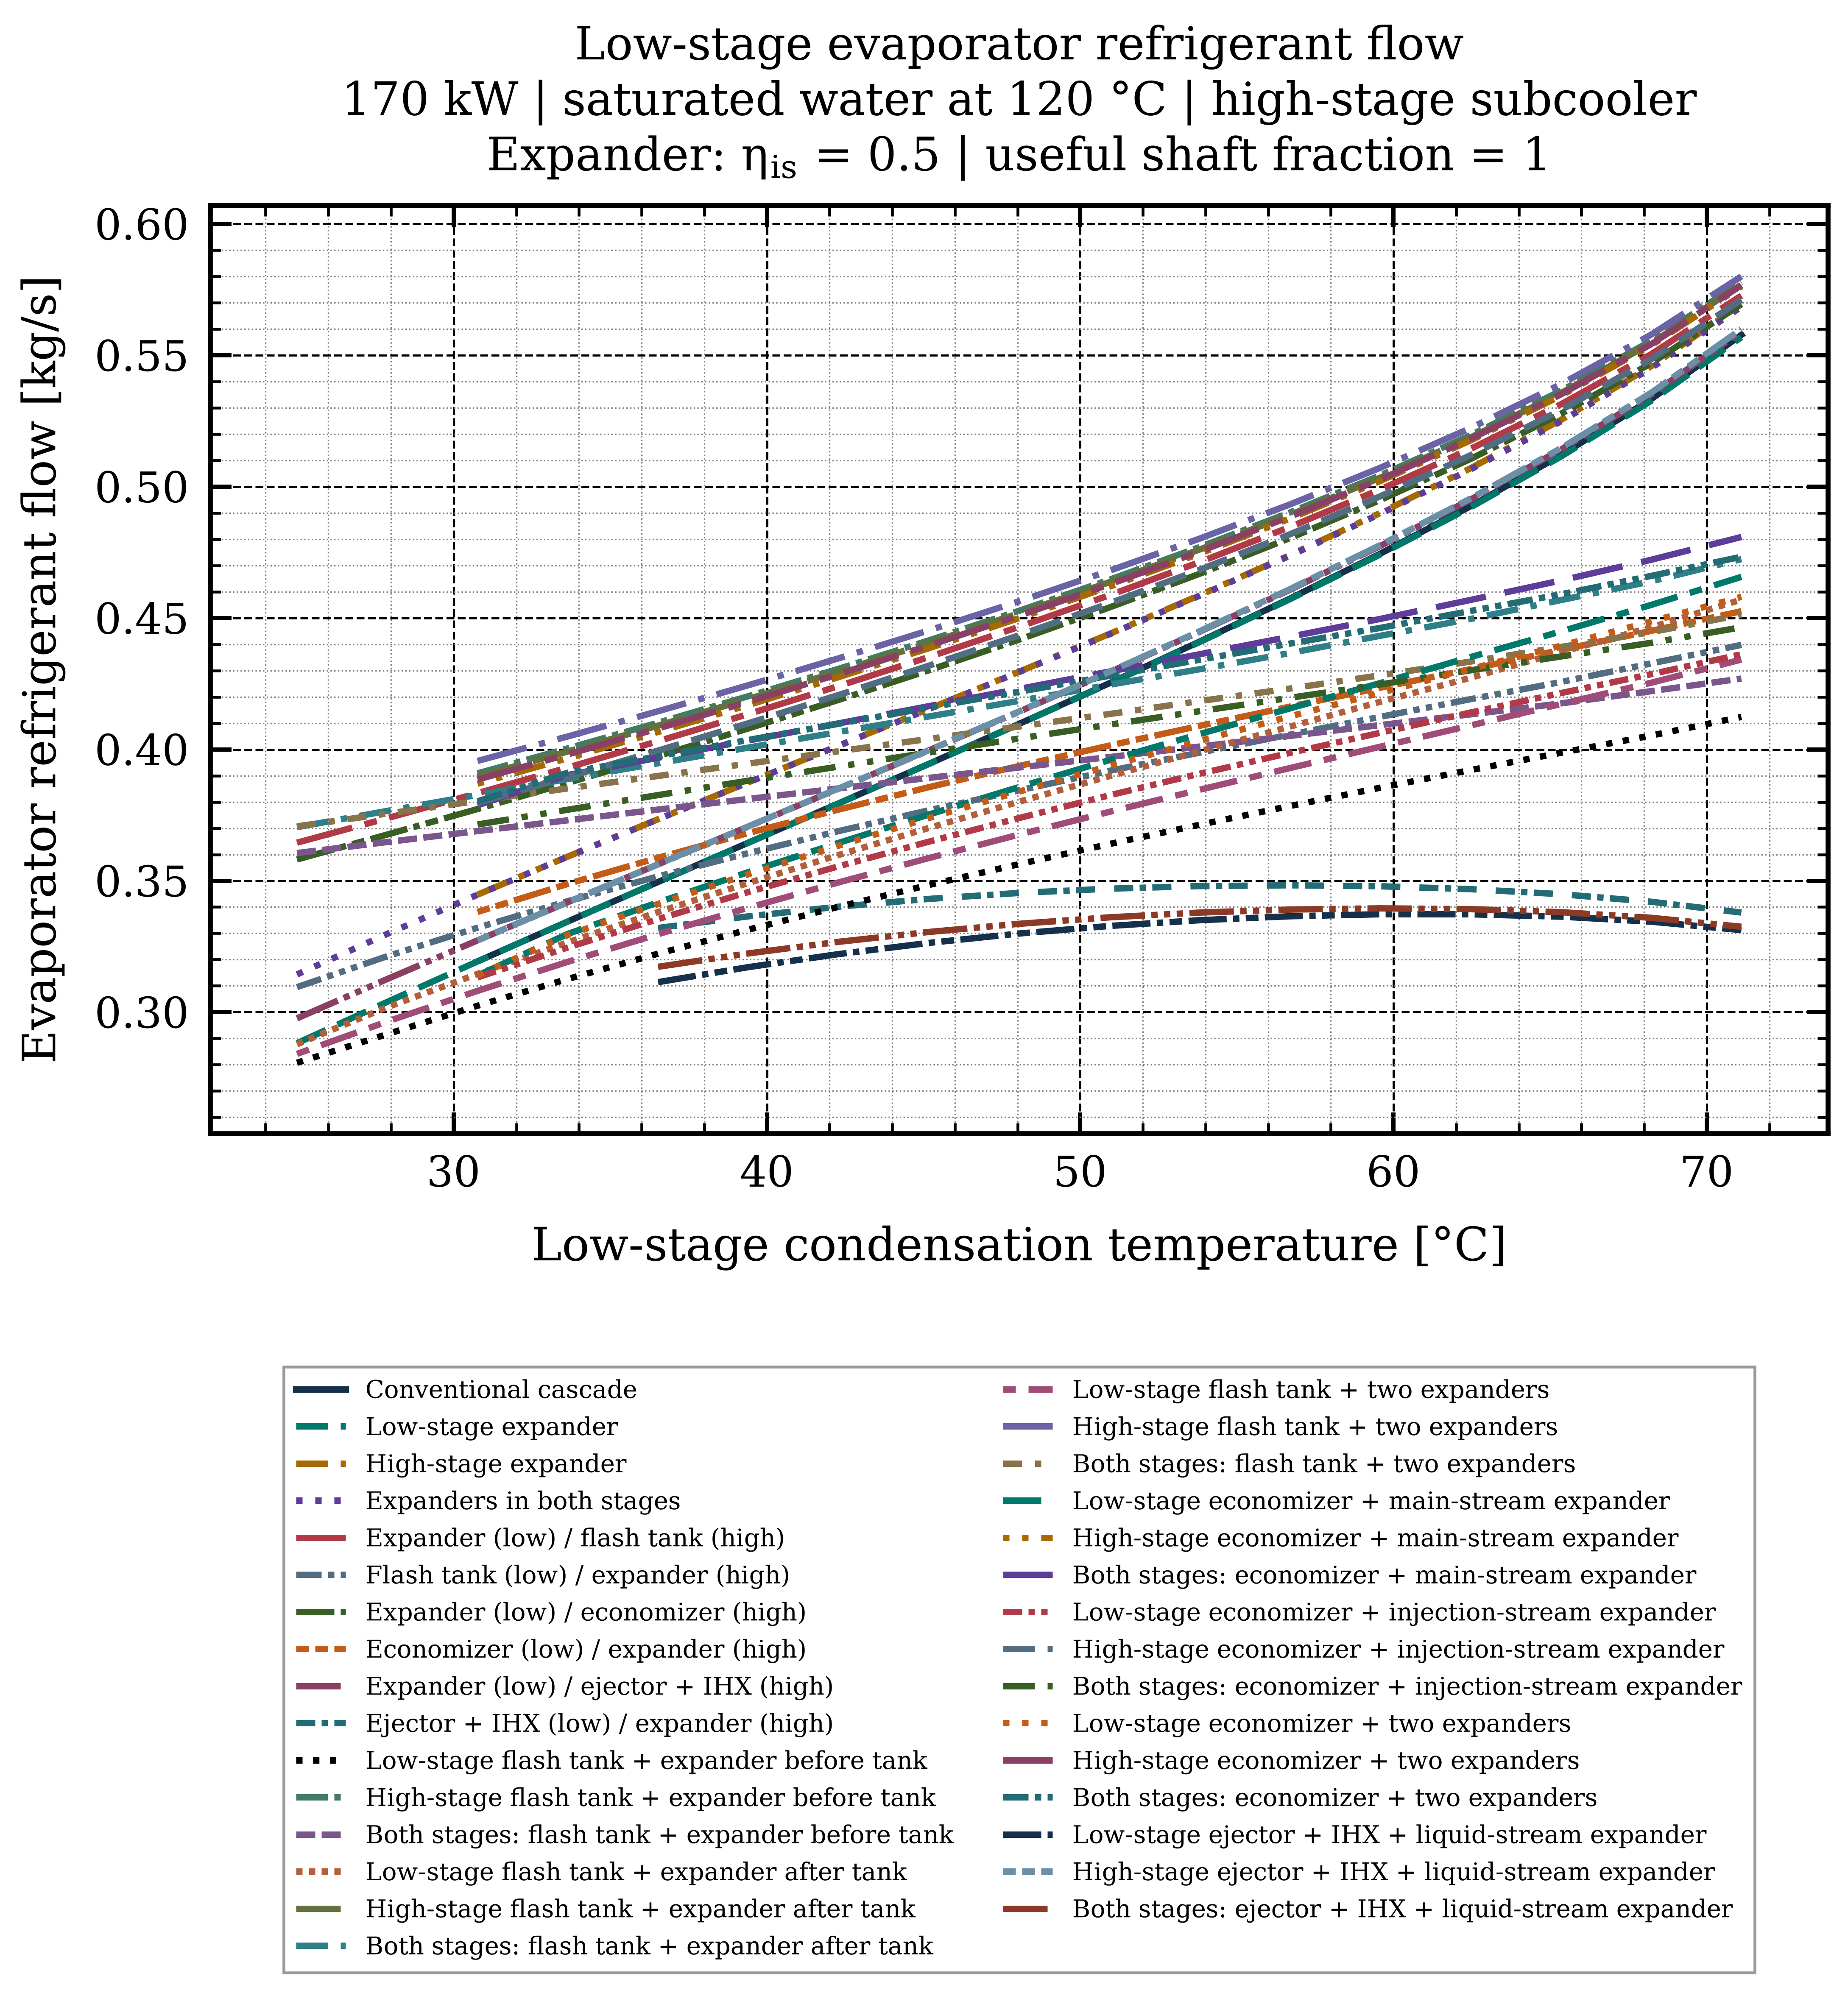 Low-stage evaporator refrigerant flow
170 kW | saturated water at 120 °C | high-stage subcooler
Expander: ηis = 0.5 | useful shaft fraction = 1
Evaporator refrigerant flow [kg/s]
0.60
0.55
0.50
0.45
0.40
0.35
0.30
30
40
50
60
70
Low-stage condensation temperature [°C]
Conventional cascade
Low-stage expander
High-stage expander
Expanders in both stages
Expander (low) / flash tank (high)
Flash tank (low) / expander (high)
Expander (low) / economizer (high)
Economizer (low) / expander (high)
Expander (low) / ejector + IHX (high)
Ejector + IHX (low) / expander (high)
Low-stage flash tank + expander before tank
High-stage flash tank + expander before tank
Both stages: flash tank + expander before tank
Low-stage flash tank + expander after tank
High-stage flash tank + expander after tank
Both stages: flash tank + expander after tank
Low-stage flash tank + two expanders
High-stage flash tank + two expanders
Both stages: flash tank + two expanders
Low-stage economizer + main-stream expander
High-stage economizer + main-stream expander
Both stages: economizer + main-stream expander
Low-stage economizer + injection-stream expander
High-stage economizer + injection-stream expander
Both stages: economizer + injection-stream expander
Low-stage economizer + two expanders
High-stage economizer + two expanders
Both stages: economizer + two expanders
Low-stage ejector + IHX + liquid-stream expander
High-stage ejector + IHX + liquid-stream expander
Both stages: ejector + IHX + liquid-stream expander